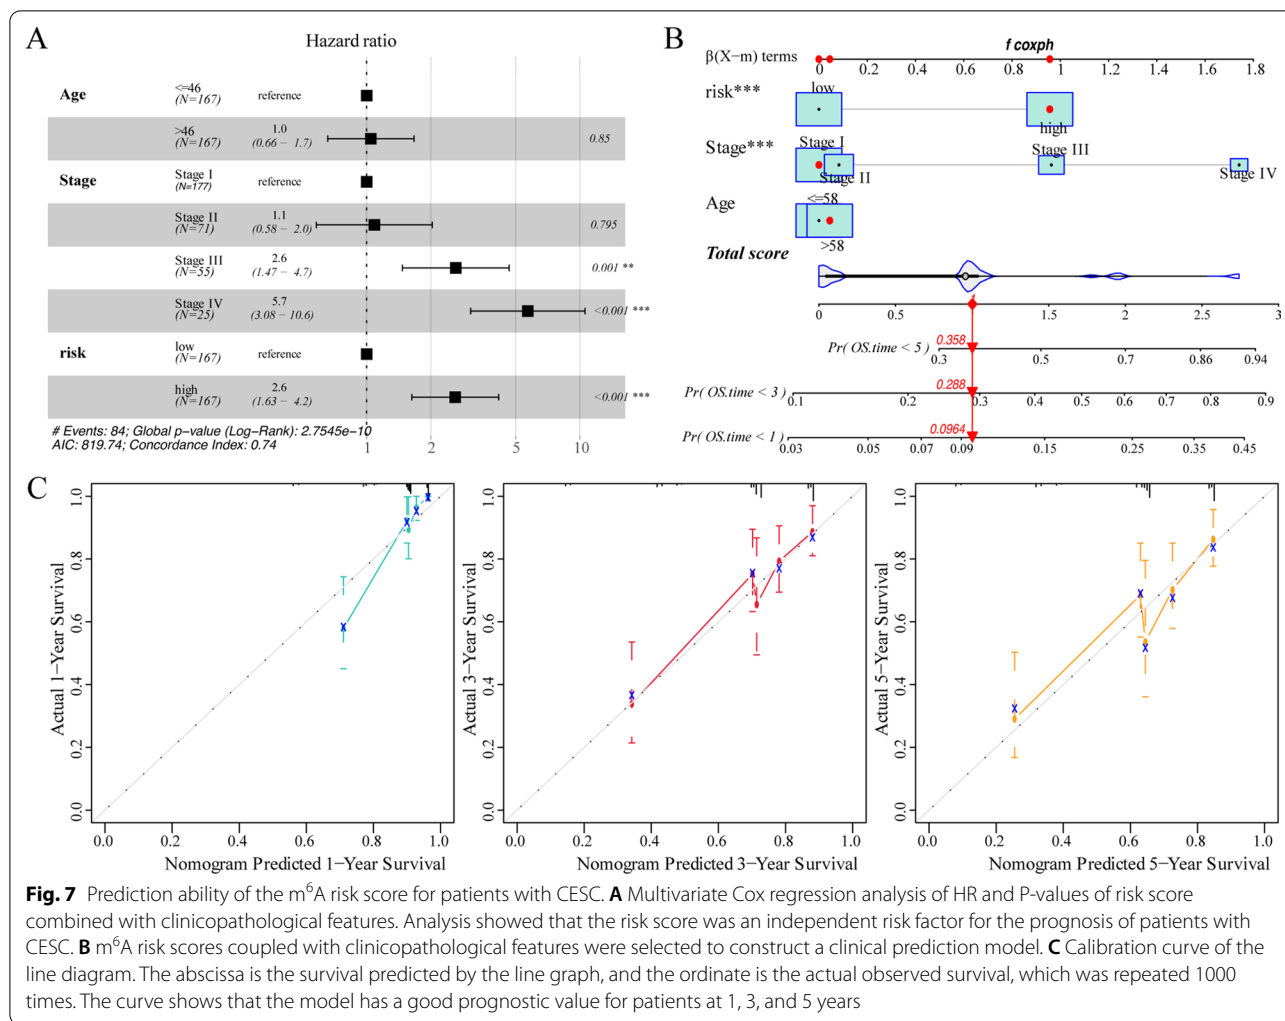 A
Hazard ratio
Age
<=46
(N=167)
reference
>46
(N=167)
1.0
(0.66 − 1.7)
0.85
Stage
Stage I
(N=177)
reference
Stage II
(N=71)
1.1
(0.58 − 2.0)
0.795
Stage III
(N=55)
2.6
(1.47 − 4.7)
0.001 **
Stage IV
(N=25)
5.7
(3.08 − 10.6)
<0.001 ***
risk
low
(N=167)
reference
high
(N=167)
2.6
(1.63 − 4.2)
<0.001 ***
# Events: 84; Global p−value (Log−Rank): 2.7545e−10
AIC: 819.74; Concordance Index: 0.74
1 2 5 10
B
f coxph
β(X−m) terms
0 0.2 0.4 0.6 0.8 1 1.2 1.4 1.6 1.8
risk***
low
high
Stage***
Stage I
Stage II
Stage III
Stage IV
Age
<=58
>58
Total score
0 0.5 1.5 2 2.5 3
Pr( OS.time < 5 )
0.358
0.3 0.5 0.7 0.86 0.94
Pr( OS.time < 3 )
0.288
0.1 0.2 0.3 0.4 0.5 0.6 0.7 0.8 0.9
Pr( OS.time < 1 )
0.0964
0.03 0.05 0.07 0.09 0.15 0.25 0.35 0.45
C
Actual 1−Year Survival
0.0 0.2 0.4 0.6 0.8 1.0
0.0 0.2 0.4 0.6 0.8 1.0
Nomogram Predicted 1−Year Survival
Actual 3−Year Survival
0.0 0.2 0.4 0.6 0.8 1.0
0.0 0.2 0.4 0.6 0.8 1.0
Nomogram Predicted 3−Year Survival
Actual 5−Year Survival
0.0 0.2 0.4 0.6 0.8 1.0
0.0 0.2 0.4 0.6 0.8 1.0
Nomogram Predicted 5−Year Survival
Fig. 7 Prediction ability of the m⁶A risk score for patients with CESC. A Multivariate Cox regression analysis of HR and P-values of risk score
combined with clinicopathological features. Analysis showed that the risk score was an independent risk factor for the prognosis of patients with
CESC. B m⁶A risk scores coupled with clinicopathological features were selected to construct a clinical prediction model. C Calibration curve of the
line diagram. The abscissa is the survival predicted by the line graph, and the ordinate is the actual observed survival, which was repeated 1000
times. The curve shows that the model has a good prognostic value for patients at 1, 3, and 5 years